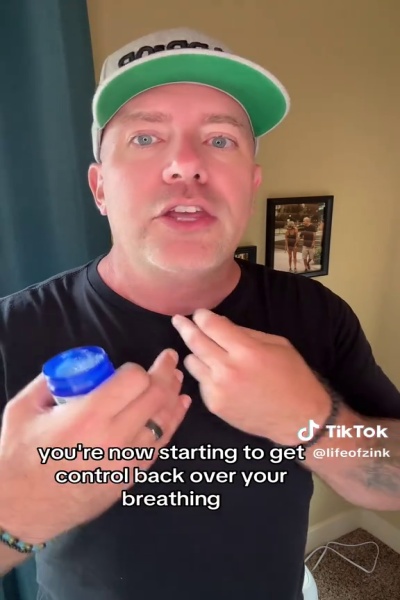 TikTok
@lifeofzink
you're now starting to get
control back over your
breathing